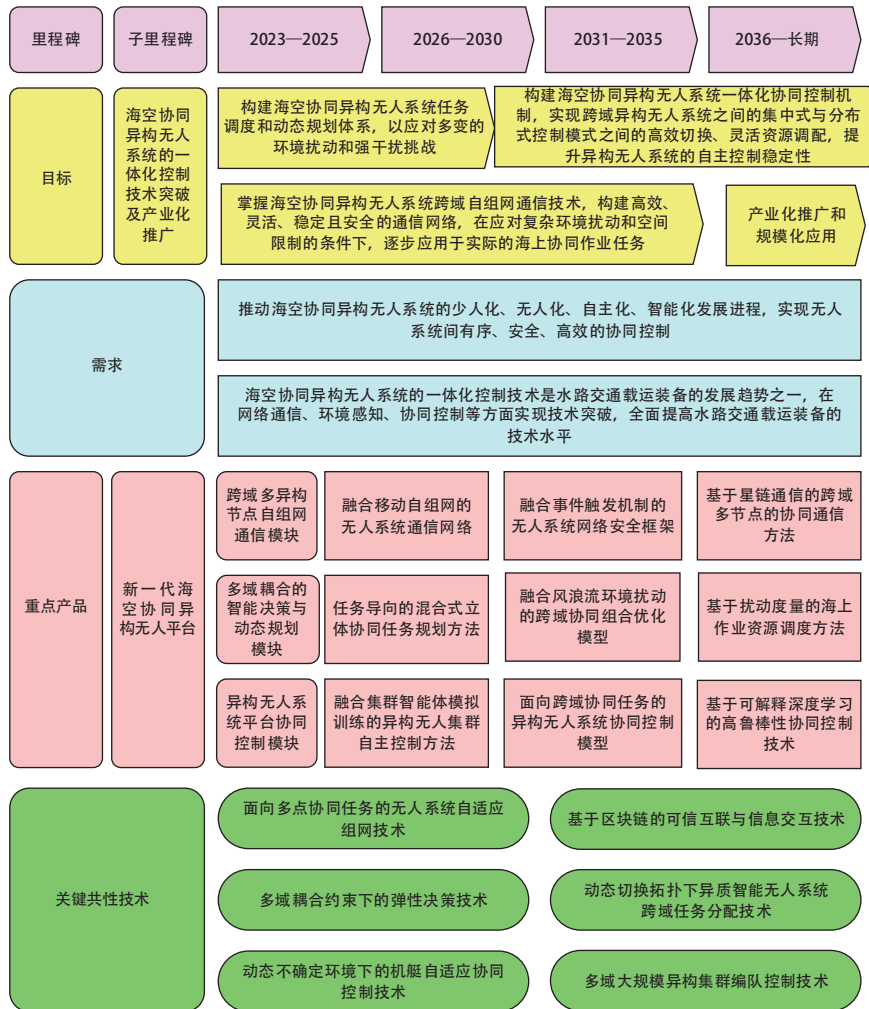 里程碑
子里程碑
2023—2025
2026—2030
2031—2035
2036—长期
目标
海空协同
异构无人
系统的一
体化控制
技术突破
及产业化
推广
构建海空协同异构无人系统任务
调度和动态规划体系，以应对多变的
环境扰动和强干扰挑战
构建海空协同异构无人系统一体化协同控制机
制，实现跨域异构无人系统之间的集中式与分布
式控制模式之间的高效切换、灵活资源调配，提
升异构无人系统的自主控制稳定性
掌握海空协同异构无人系统跨域自组网通信技术，构建高效、
灵活、稳定且安全的通信网络，在应对复杂环境扰动和空间
限制的条件下，逐步应用于实际的海上协同作业任务
产业化推广和
规模化应用
需求
推动海空协同异构无人系统的少人化、无人化、自主化、智能化发展进程，实现无人
系统间有序、安全、高效的协同控制
海空协同异构无人系统的一体化控制技术是水路交通载运装备的发展趋势之一，在
网络通信、环境感知、协同控制等方面实现技术突破，全面提高水路交通载运装备的
技术水平
重点产品
新一代海
空协同异
构无人平台
跨域多异构
节点自组网
通信模块
融合移动自组网的
无人系统通信网络
融合事件触发机制的
无人系统网络安全框架
基于星链通信的跨域
多节点的协同通信
方法
多域耦合的
智能决策与
动态规划
模块
任务导向的混合式立
体协同任务规划方法
融合风浪流环境扰动
的跨域协同组合优化
模型
基于扰动度量的海上
作业资源调度方法
异构无人系
统平台协同
控制模块
融合集群智能体模拟
训练的异构无人集群
自主控制方法
面向跨域协同任务的
异构无人系统协同控制
模型
基于可解释深度学习
的高鲁棒性协同控制
技术
关键共性技术
面向多点协同任务的无人系统自适应
组网技术
基于区块链的可信互联与信息交互技术
多域耦合约束下的弹性决策技术
动态切换拓扑下异质智能无人系统
跨域任务分配技术
动态不确定环境下的机艇自适应协同
控制技术
多域大规模异构集群编队控制技术